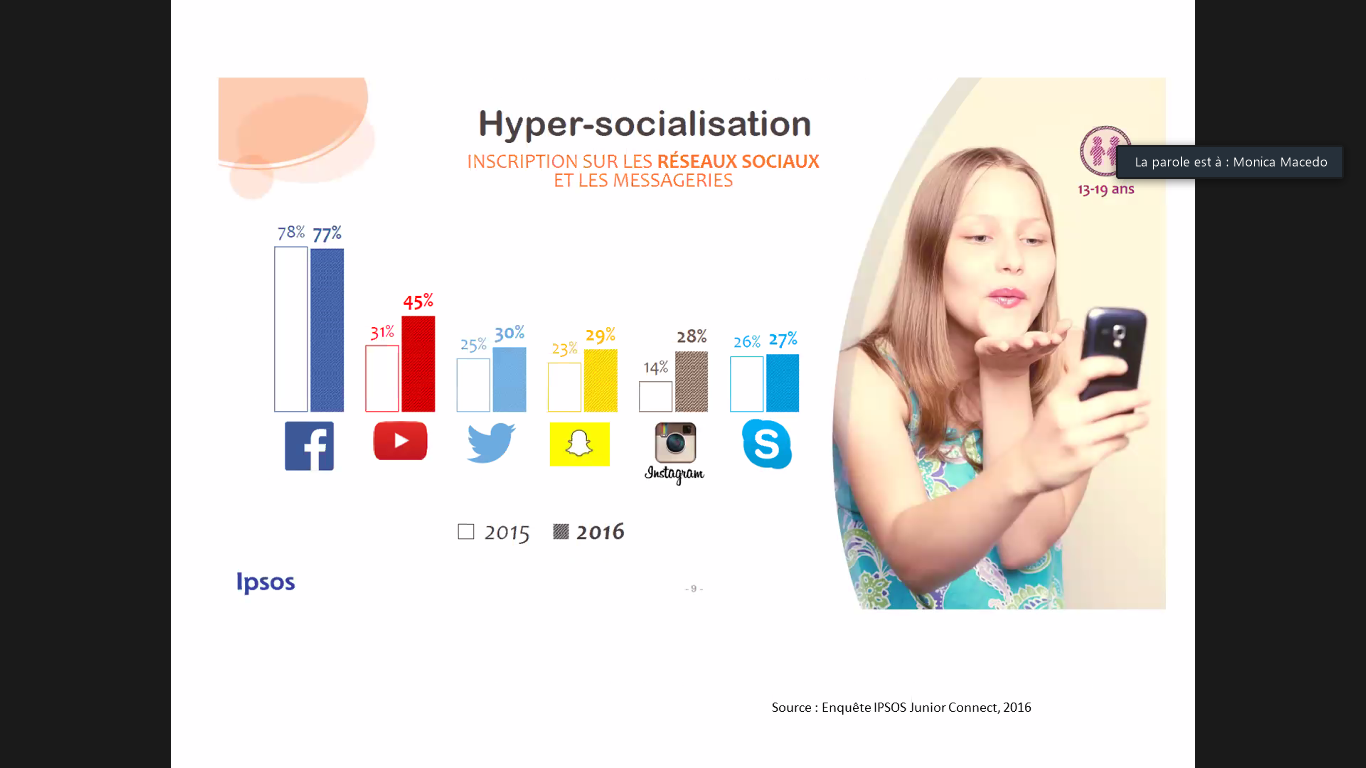 Hyper-socialisation
INSCRIPTION SUR LES RÉSEAUX SOCIAUX
ET LES MESSAGERIES
La parole est à : Monica Macedo
13-19 ans
78% 77%
31% 45%
25% 30%
23% 29%
14% 28%
26% 27%
f
Instagram
S
2015 2016
Ipsos
- 9 -
Source : Enquête IPSOS Junior Connect, 2016